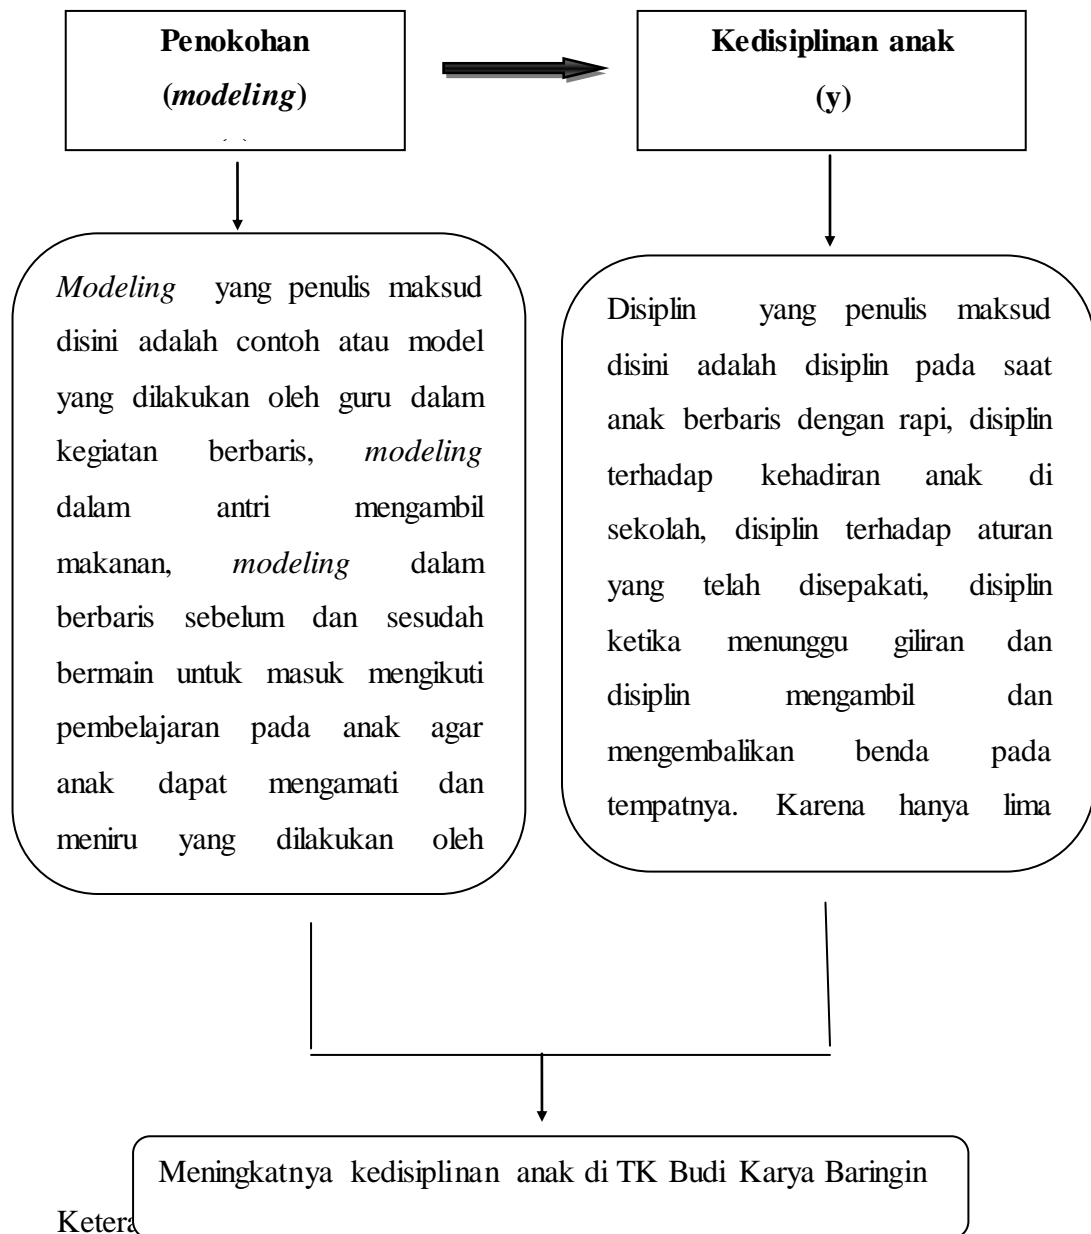 Penokohan
(modeling)
Kedisiplinan anak
(y)
Modeling yang penulis maksud
disini adalah contoh atau model
yang dilakukan oleh guru dalam
kegiatan berbaris, modeling
dalam antri mengambil
makanan, modeling dalam
berbaris sebelum dan sesudah
bermain untuk masuk mengikuti
pembelajaran pada anak agar
anak dapat mengamati dan
meniru yang dilakukan oleh
Disiplin yang penulis maksud
disini adalah disiplin pada saat
anak berbaris dengan rapi, disiplin
terhadap kehadiran anak di
sekolah, disiplin terhadap aturan
yang telah disepakati, disiplin
ketika menunggu giliran dan
disiplin mengambil dan
mengembalikan benda pada
tempatnya. Karena hanya lima
Meningkatnya kedisiplinan anak di TK Budi Karya Baringin